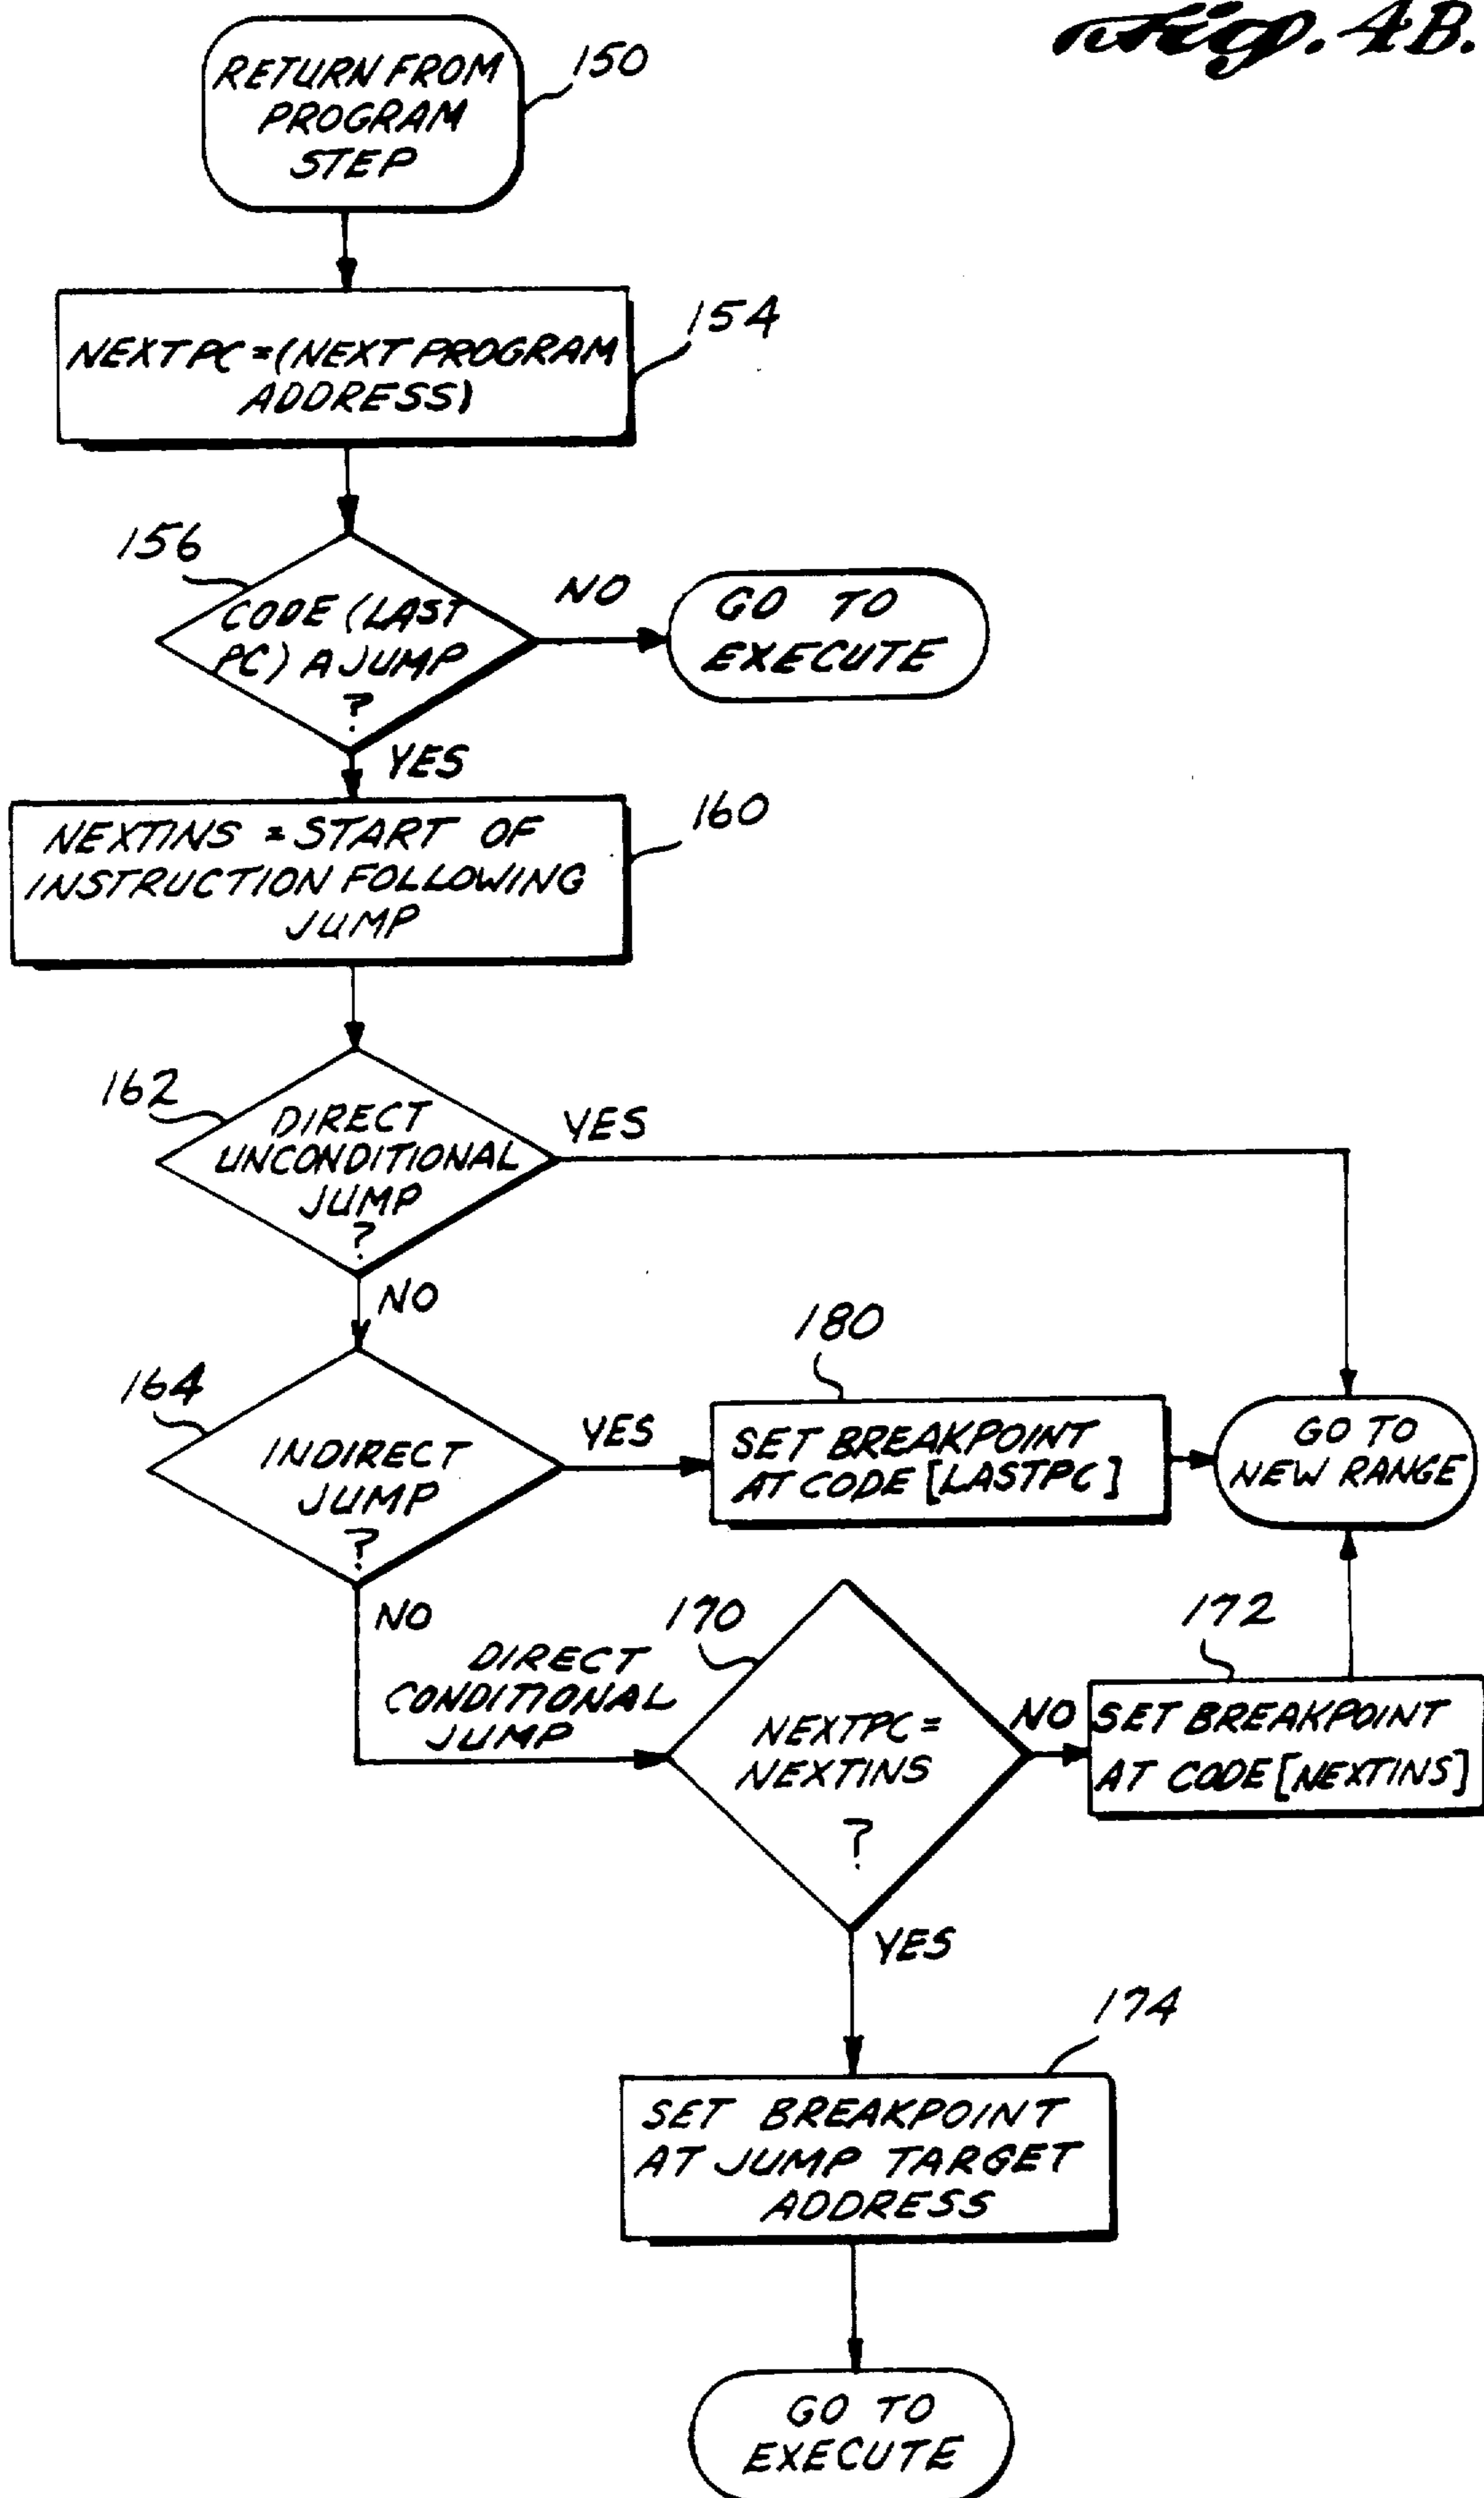 Fig. 4B.
RETURN FROM
PROGRAM
STEP
150
NEXTPC=(NEXT PROGRAM
ADDRESS)
154
156
CODE (LAST
PC) A JUMP
?
NO
GO TO
EXECUTE
YES
NEXTINS = START OF
INSTRUCTION FOLLOWING
JUMP
160
162
DIRECT
UNCONDITIONAL
JUMP
?
YES
NO
164
INDIRECT
JUMP
?
YES
180
SET BREAKPOINT
AT CODE [LASTPC]
GO TO
NEW RANGE
NO
DIRECT
CONDITIONAL
JUMP
170
NEXTPC=
NEXTINS
?
NO
172
SET BREAKPOINT
AT CODE [NEXTINS]
YES
174
SET BREAKPOINT
AT JUMP TARGET
ADDRESS
GO TO
EXECUTE